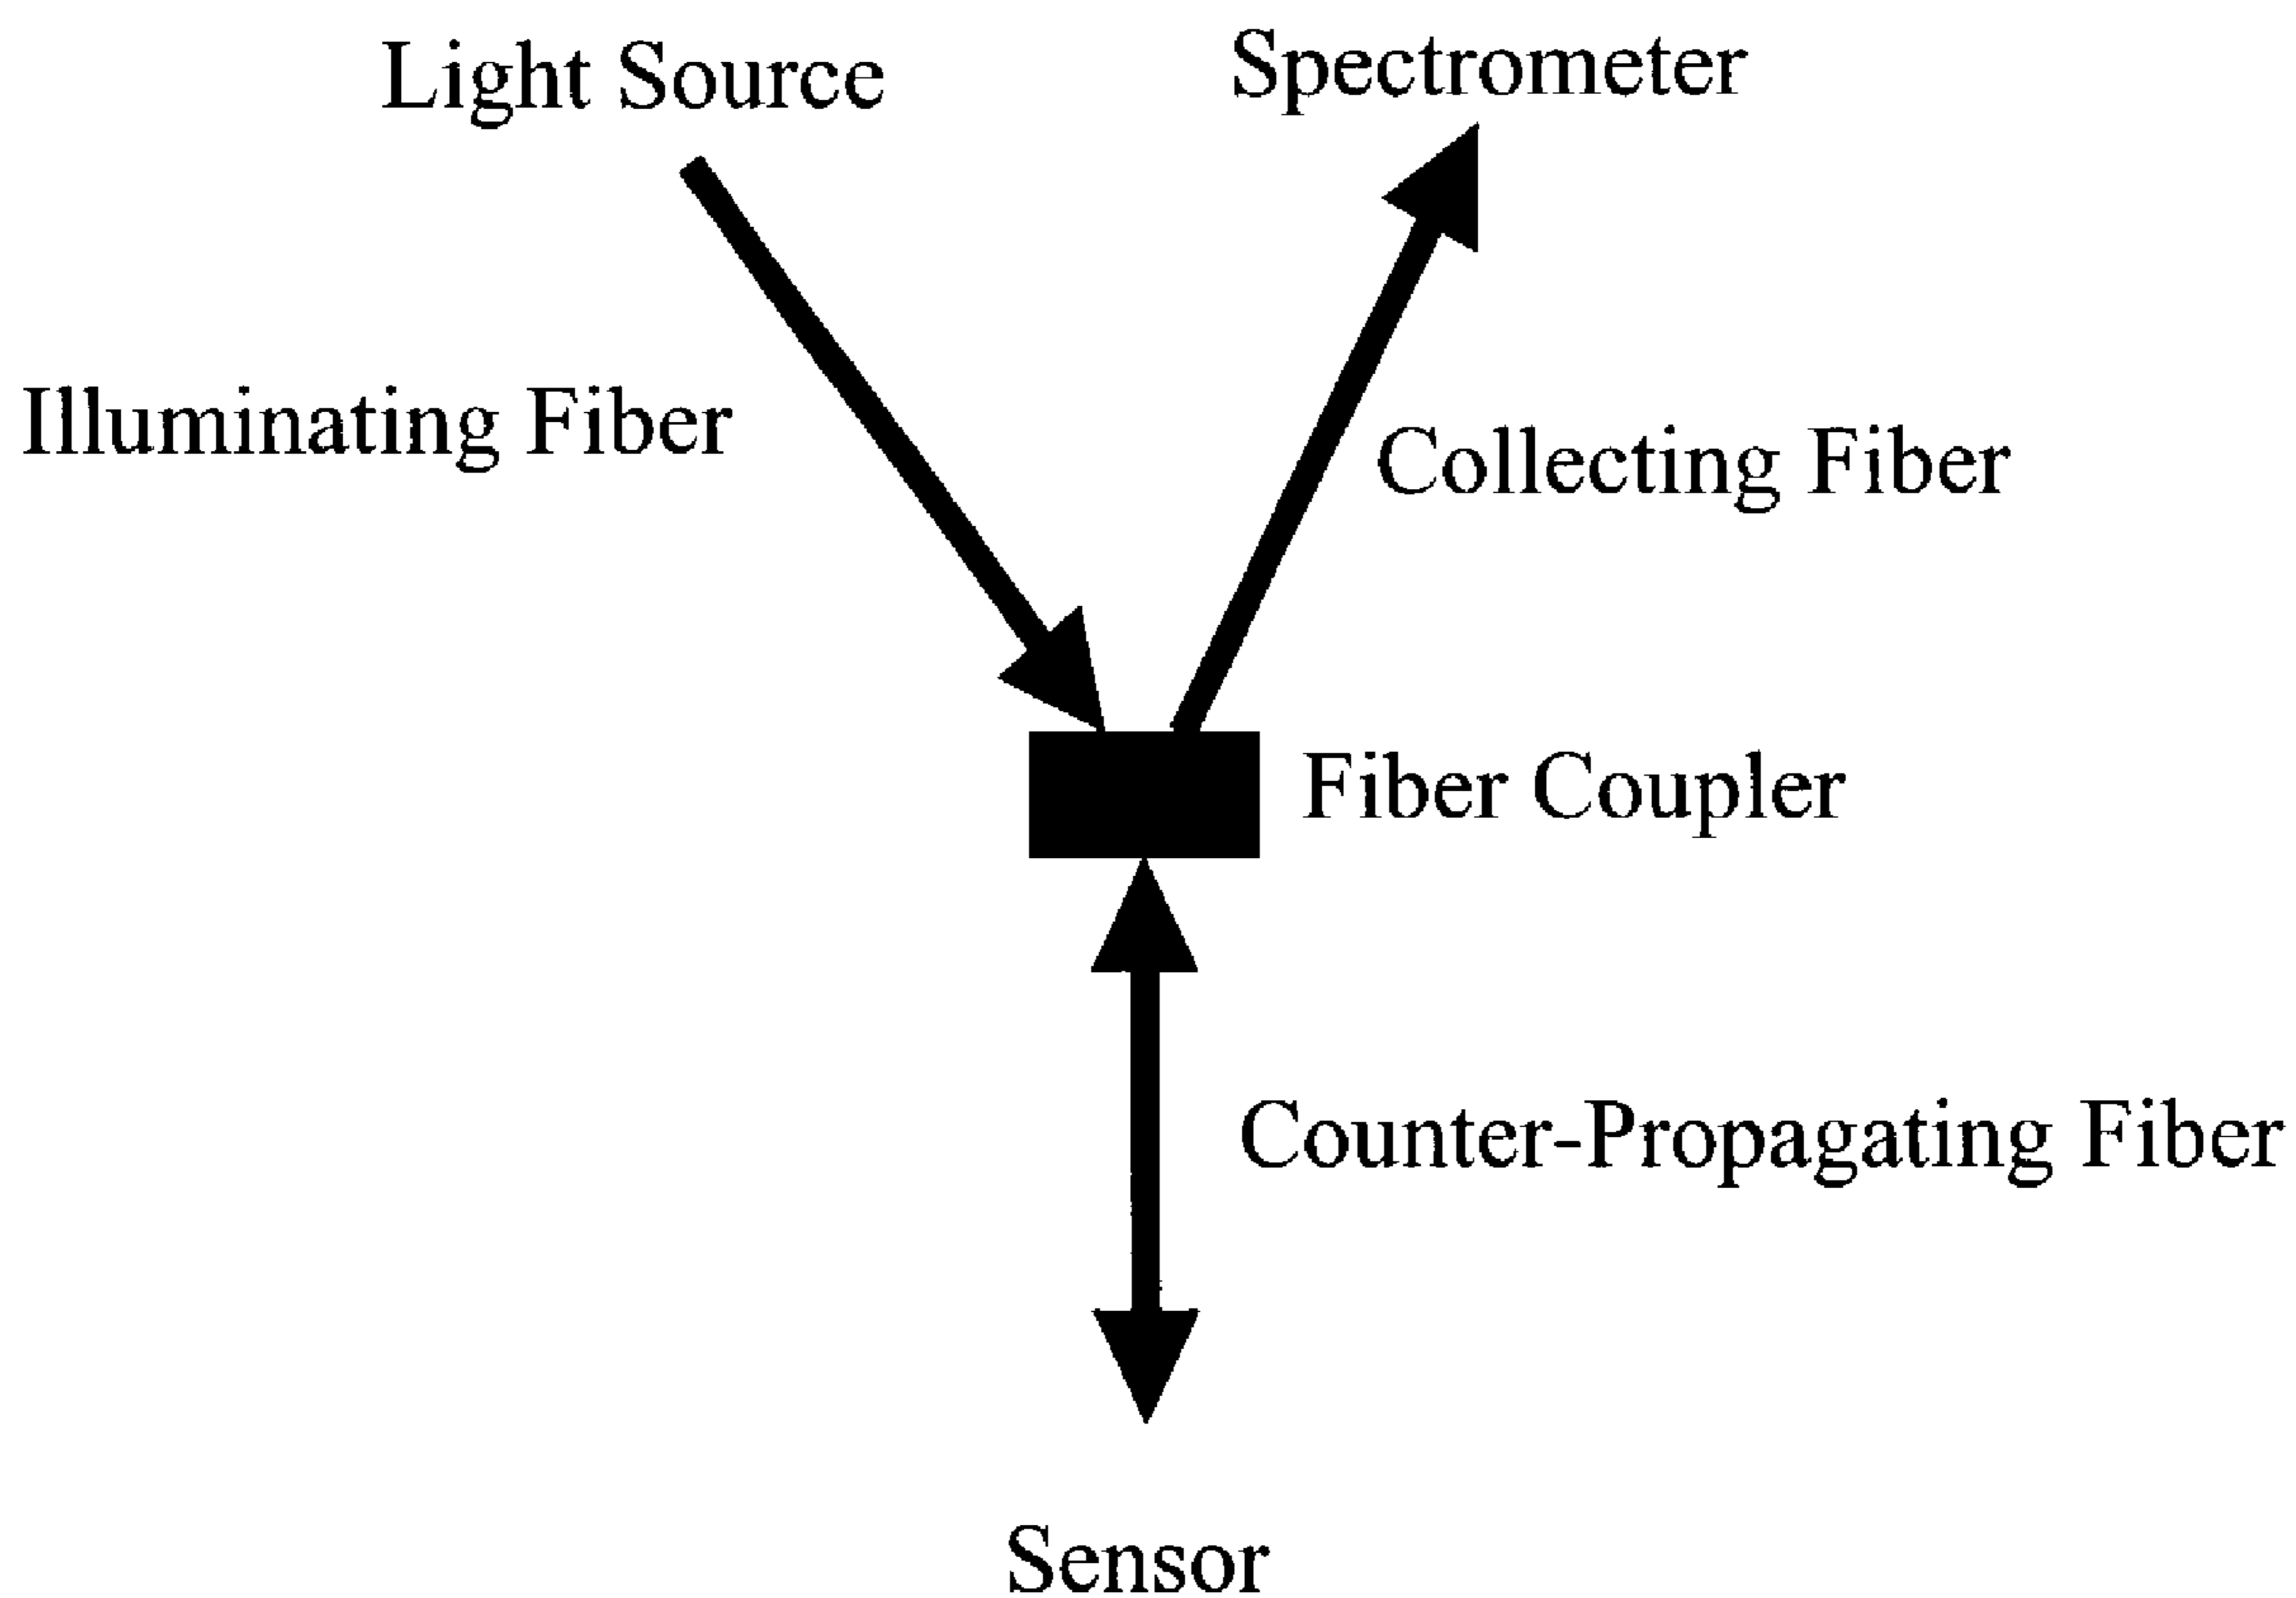 Light Source
Spectrometer
Illuminating Fiber
Collecting Fiber
Fiber Coupler
Counter-Propagating Fiber
Sensor